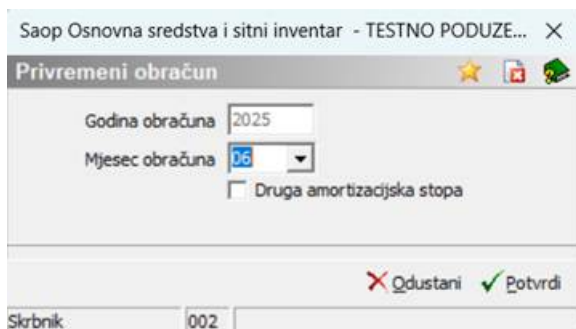 Saop Osnovna sredstva i sitni inventar - TESTNO PODUZE...
Privremeni obračun
Godina obračuna 2025
Mjesec obračuna 06
Druga amortizacijska stopa
Odustani Potvrdi
Skrbnik 002